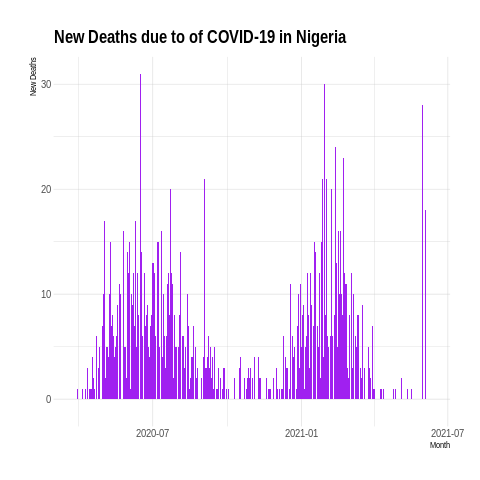 New Deaths due to of COVID-19 in Nigeria
New Deaths
30
20
10
0
2020-07
2021-01
2021-07
Month